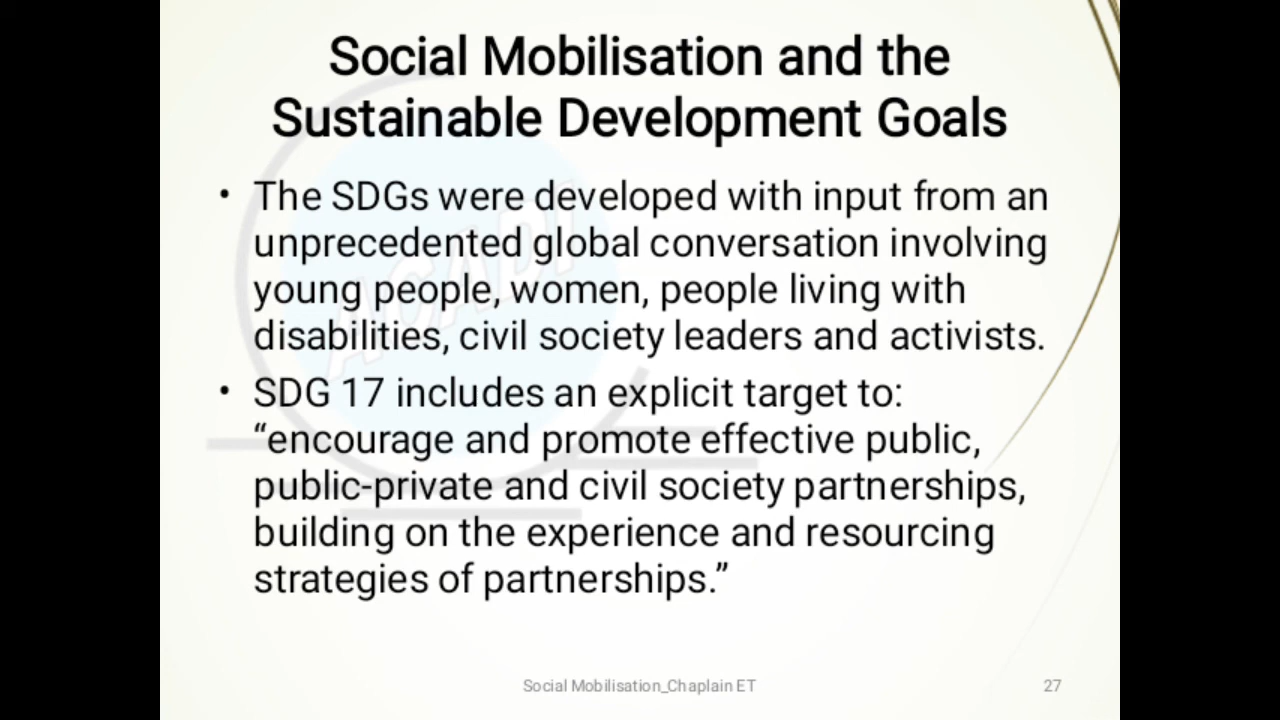 Social Mobilisation and the
Sustainable Development Goals
• The SDGs were developed with input from an
unprecedented global conversation involving
young people, women, people living with
disabilities, civil society leaders and activists.
• SDG 17 includes an explicit target to:
“encourage and promote effective public,
public-private and civil society partnerships,
building on the experience and resourcing
strategies of partnerships.”
ACADI
Social Mobilisation_Chaplain ET
27